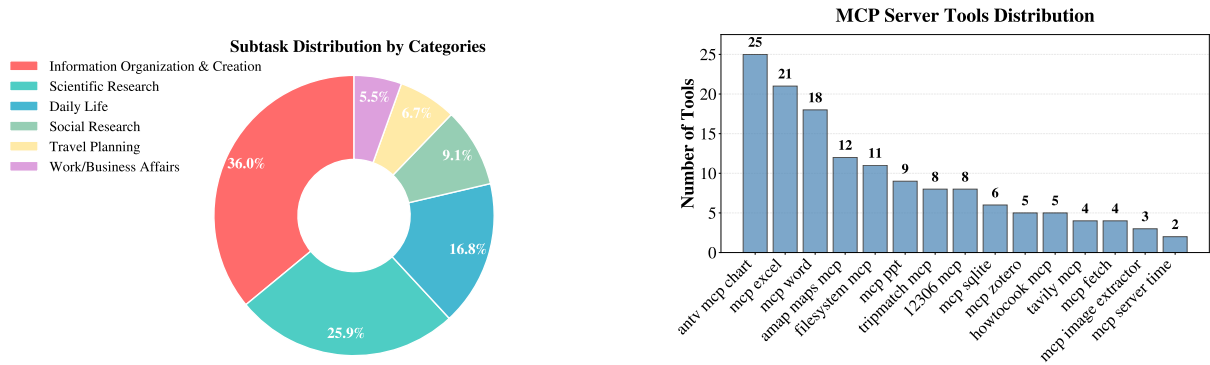 Subtask Distribution by Categories
Information Organization & Creation
Scientific Research
Daily Life
Social Research
Travel Planning
Work/Business Affairs
5.5%
6.7%
9.1%
36.0%
16.8%
25.9%
MCP Server Tools Distribution
Number of Tools
25
20
15
10
5
0
25
21
18
12
11
9
8
8
6
5
5
4
4
3
2
antv mcp chart
mcp excel
mcp word
amap maps mcp
filesystem mcp
mcp ppt
tripmatch mcp
12306 mcp
mcp sqlite
mcp zotero
howtocook mcp
tavily mcp
mcp fetch
mcp image extractor
mcp server time